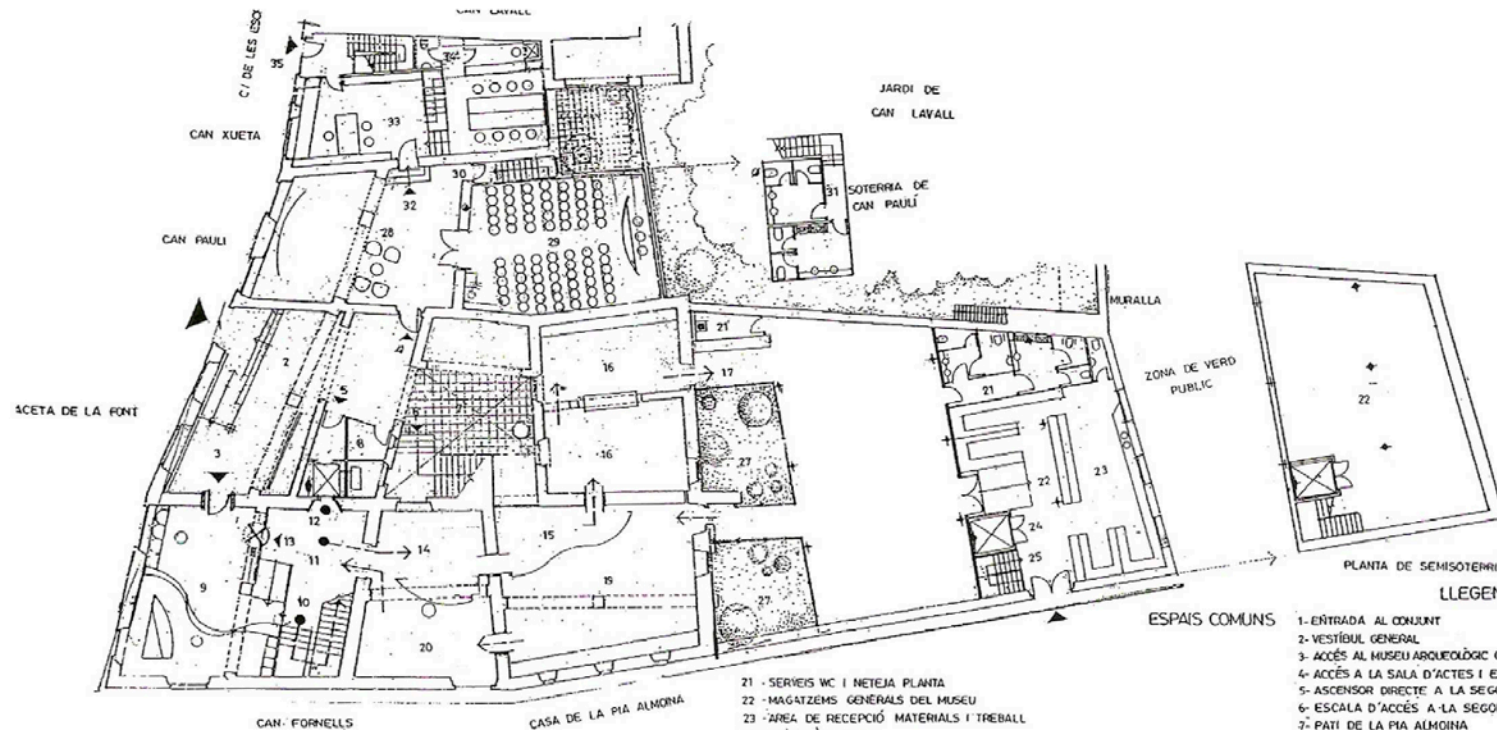 CAN LAVALL
C/ DE LES ESC
35
34
33
CAN XUETA
JARDI DE
CAN LAVALL
30
31
SOTERRIA DE
CAN PAULÍ
32
28
29
CAN PAULI
MURALLA
2
4
5
21
16
17
21
ZONA DE VERD
PUBLIC
22
ACETA DE LA FONT
6
7
8
3
16
27
22
23
12
13
11
14
15
24
25
9
10
19
20
27
PLANTA DE SEMISOTERR
LLEGEN
ESPAIS COMUNS
1- ENTRADA AL CONJUNT
2- VESTÍBUL GENERAL
3- ACCÉS AL MUSEU ARQUEOLÒGIC
4- ACCÉS A LA SALA D'ACTES I E
5- ASCENSOR DIRECTE A LA SEG
6- ESCALA D'ACCÉS A LA SEGO
7- PATI DE LA PIA ALMOINA
CAN FORNELLS
CASA DE LA PIA ALMOINA
21 - SERVEIS WC I NETEJA PLANTA
22 - MAGATZEMS GENERALS DEL MUSEU
23 - ÀREA DE RECEPCIÓ MATERIALS I TREBALL